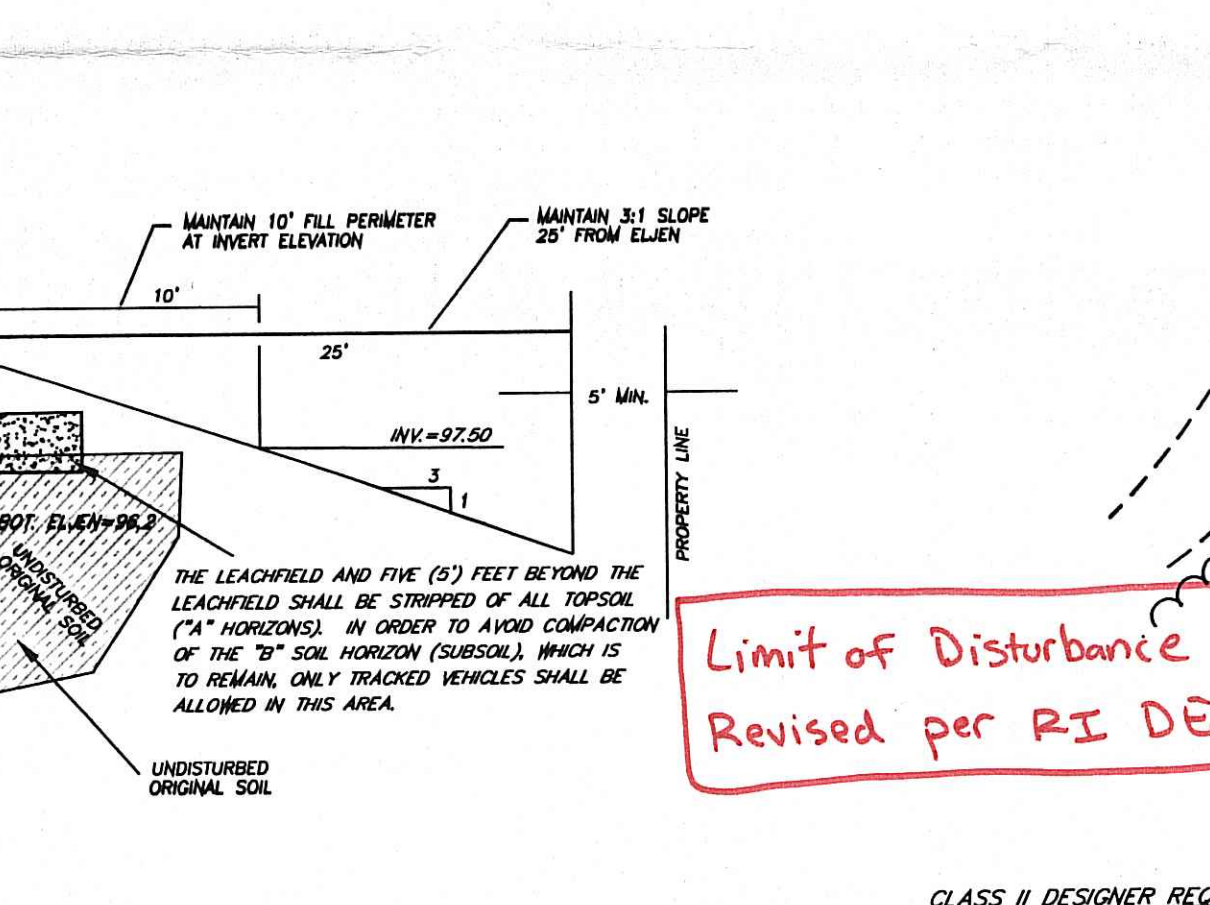 MAINTAIN 10' FILL PERIMETER
AT INVERT ELEVATION
MAINTAIN 3:1 SLOPE
25' FROM ELJEN
10'
25'
5' MIN.
INV.=97.50
3
1
PROPERTY LINE
BOT. ELJEN=96.2
UNDISTURBED
ORIGINAL SOIL
THE LEACHFIELD AND FIVE (5') FEET BEYOND THE
LEACHFIELD SHALL BE STRIPPED OF ALL TOPSOIL
("A" HORIZONS). IN ORDER TO AVOID COMPACTION
OF THE "B" SOIL HORIZON (SUBSOIL), WHICH IS
TO REMAIN, ONLY TRACKED VEHICLES SHALL BE
ALLOWED IN THIS AREA.
UNDISTURBED
ORIGINAL SOIL
Limit of Disturbance
Revised per RI DE
CLASS II DESIGNER REQ